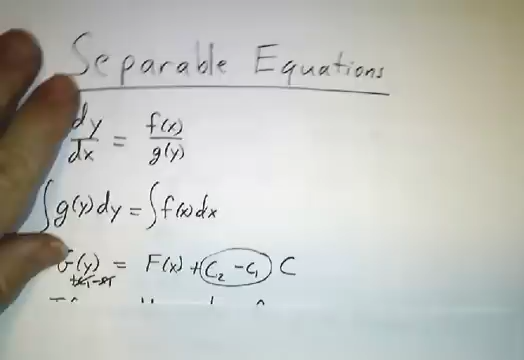 Separable Equations
dy/dx = f(x)/g(y)
∫g(y)dy = ∫f(x)dx
G(y) = F(x) + C₂ - C₁ C